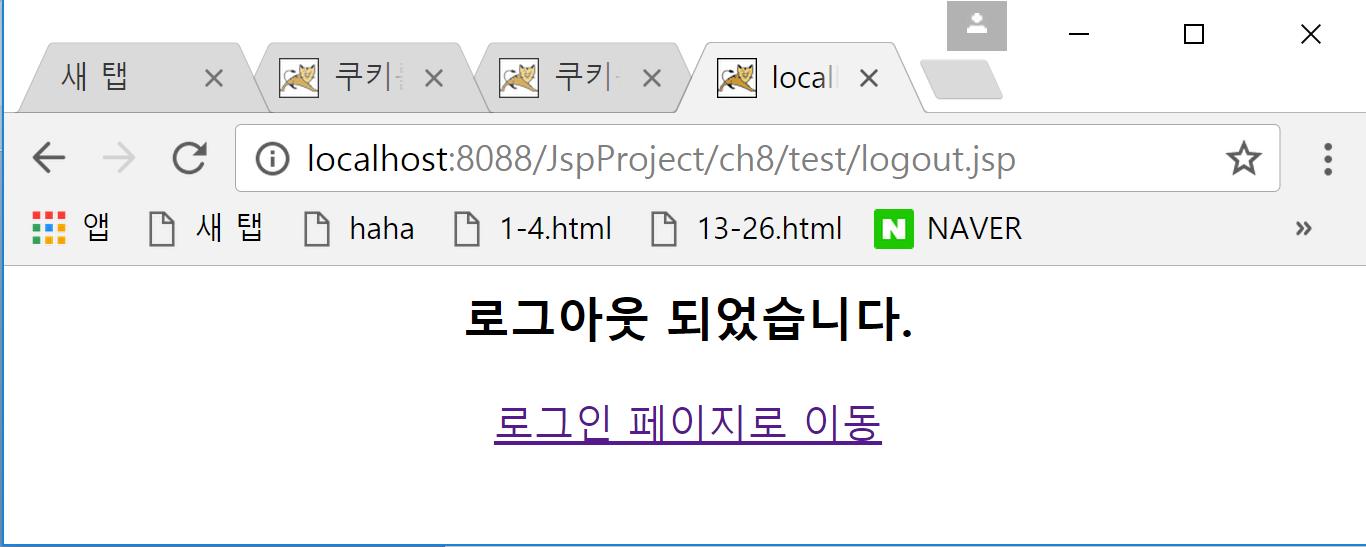 새 탭
쿠키
쿠키
local
localhost:8088/JspProject/ch8/test/logout.jsp
앱 새 탭 haha 1-4.html 13-26.html N NAVER »
로그아웃 되었습니다.
로그인 페이지로 이동